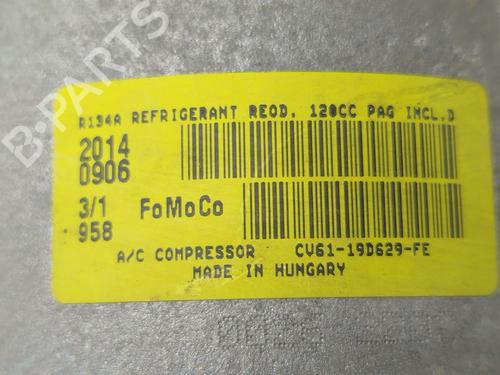 R134A REFRIGERANT REOD. 120CC PAG INCL.D
2014
0906
3/1
958
FoMoCo
A/C COMPRESSOR CV61-19D629-FE
MADE IN HUNGARY
B-PARTS